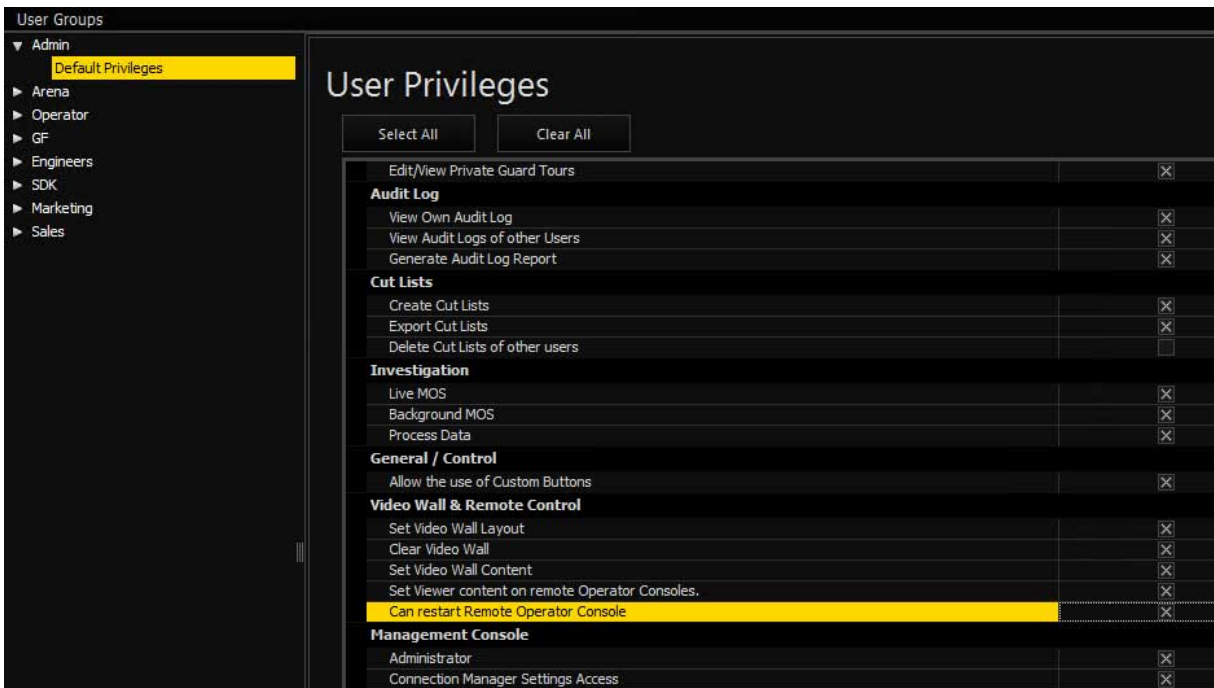 User Groups
Admin
Default Privileges
Arena
Operator
GF
Engineers
SDK
Marketing
Sales
User Privileges
Select All
Clear All
Edit/View Private Guard Tours
Audit Log
View Own Audit Log
View Audit Logs of other Users
Generate Audit Log Report
Cut Lists
Create Cut Lists
Export Cut Lists
Delete Cut Lists of other users
Investigation
Live MOS
Background MOS
Process Data
General / Control
Allow the use of Custom Buttons
Video Wall & Remote Control
Set Video Wall Layout
Clear Video Wall
Set Video Wall Content
Set Viewer content on remote Operator Consoles.
Can restart Remote Operator Console
Management Console
Administrator
Connection Manager Settings Access